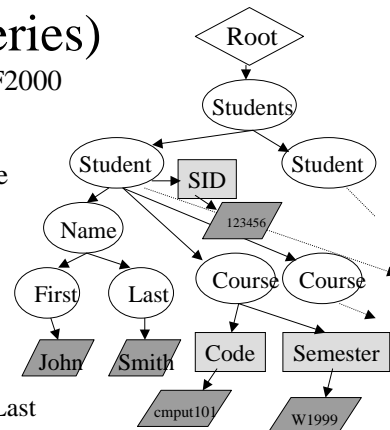 eries)
Root
F2000
Students
Student
Student
e
SID
123456
Name
Course
Course
First
Last
John
Smith
Code
Semester
Last
cmput101
W1999